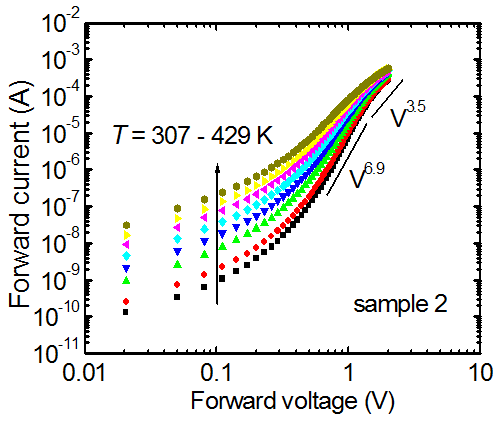 10^-2
10^-3
10^-4
10^-5
10^-6
10^-7
10^-8
10^-9
10^-10
10^-11
Forward current (A)
T = 307 - 429 K
V^3.5
V^6.9
sample 2
0.01 0.1 1 10
Forward voltage (V)